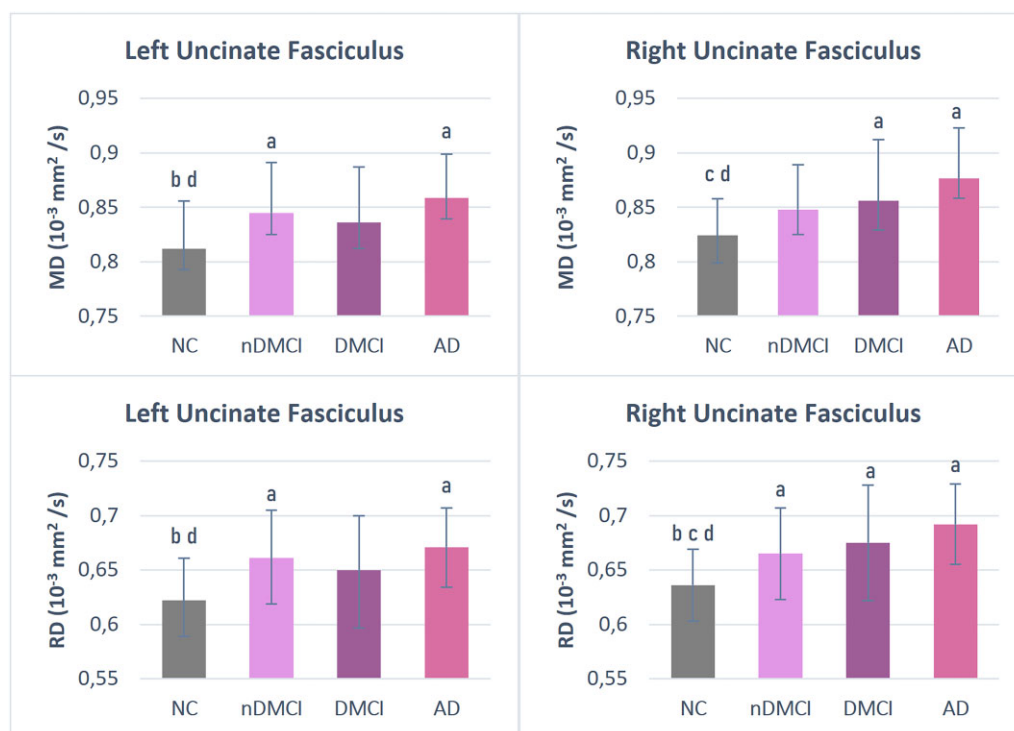 Left Uncinate Fasciculus
MD (10⁻³ mm² /s)
0,95
0,9
0,85
0,8
0,75
b d
a
a
NC nDMCI DMCI AD
Right Uncinate Fasciculus
MD (10⁻³ mm² /s)
0,95
0,9
0,85
0,8
0,75
c d
a
a
NC nDMCI DMCI AD
Left Uncinate Fasciculus
RD (10⁻³ mm² /s)
0,75
0,7
0,65
0,6
0,55
b d
a
a
NC nDMCI DMCI AD
Right Uncinate Fasciculus
RD (10⁻³ mm² /s)
0,75
0,7
0,65
0,6
0,55
b c d
a
a
a
NC nDMCI DMCI AD